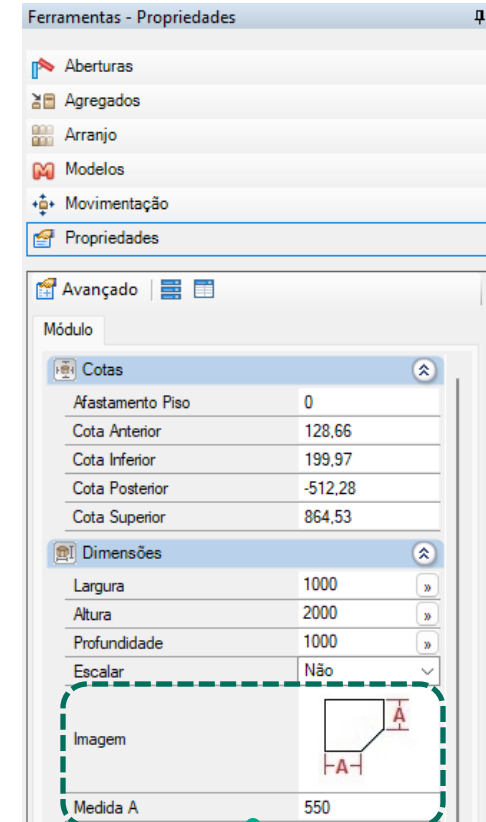 Ferramentas - Propriedades
Aberturas
Agregados
Arranjo
Modelos
Movimentação
Propriedades
Avançado
Módulo
Cotas
Afastamento Piso 0
Cota Anterior 128,66
Cota Inferior 199,97
Cota Posterior -512,28
Cota Superior 864,53
Dimensões
Largura 1000 »
Altura 2000 »
Profundidade 1000 »
Escalar Não
A
Imagem
A
Medida A 550